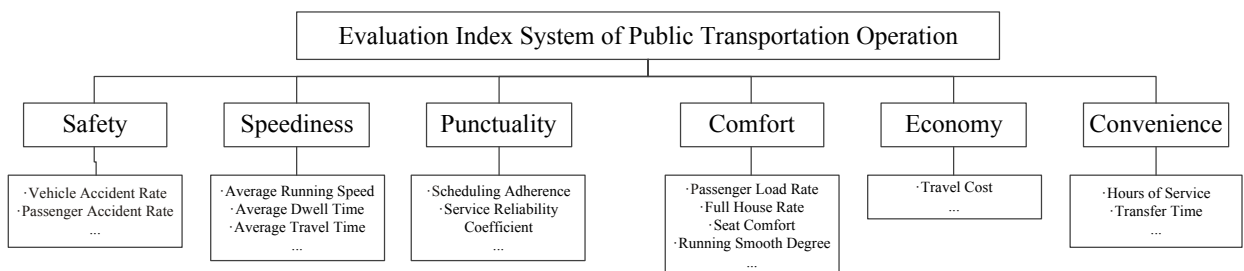 Evaluation Index System of Public Transportation Operation
Safety
Speediness
Punctuality
Comfort
Economy
Convenience
·Vehicle Accident Rate
·Passenger Accident Rate
...
·Average Running Speed
·Average Dwell Time
·Average Travel Time
...
·Scheduling Adherence
·Service Reliability
Coefficient
...
·Passenger Load Rate
·Full House Rate
·Seat Comfort
·Running Smooth Degree
...
·Travel Cost
...
·Hours of Service
·Transfer Time
...